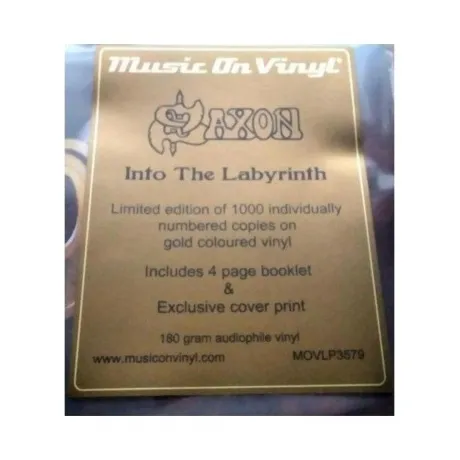 Music On Vinyl®
SAXON
Into The Labyrinth
Limited edition of 1000 individually
numbered copies on
gold coloured vinyl
Includes 4 page booklet
&
Exclusive cover print
180 gram audiophile vinyl
www.musiconvinyl.com MOVLP3579